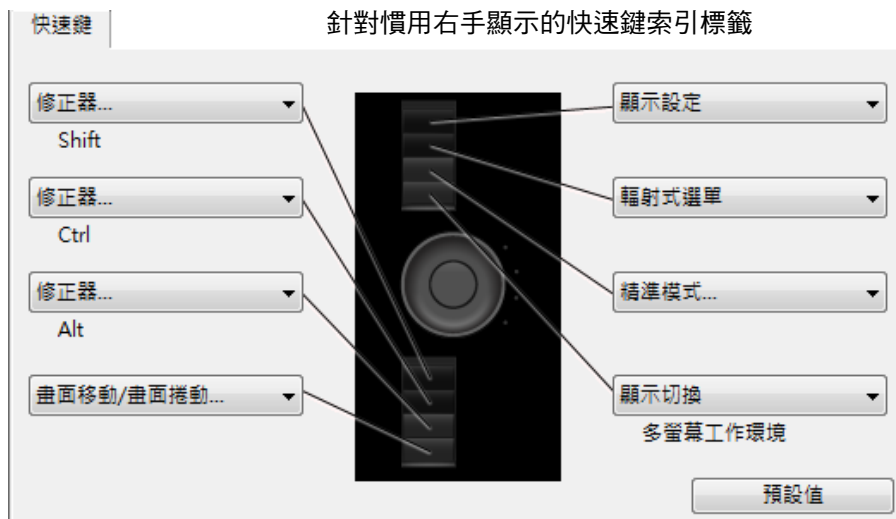 快速鍵
針對慣用右手顯示的快速鍵索引標籤
修正器...
Shift
修正器...
Ctrl
修正器...
Alt
畫面移動/畫面捲動...
顯示設定
輻射式選單
精準模式...
顯示切換
多螢幕工作環境
預設值